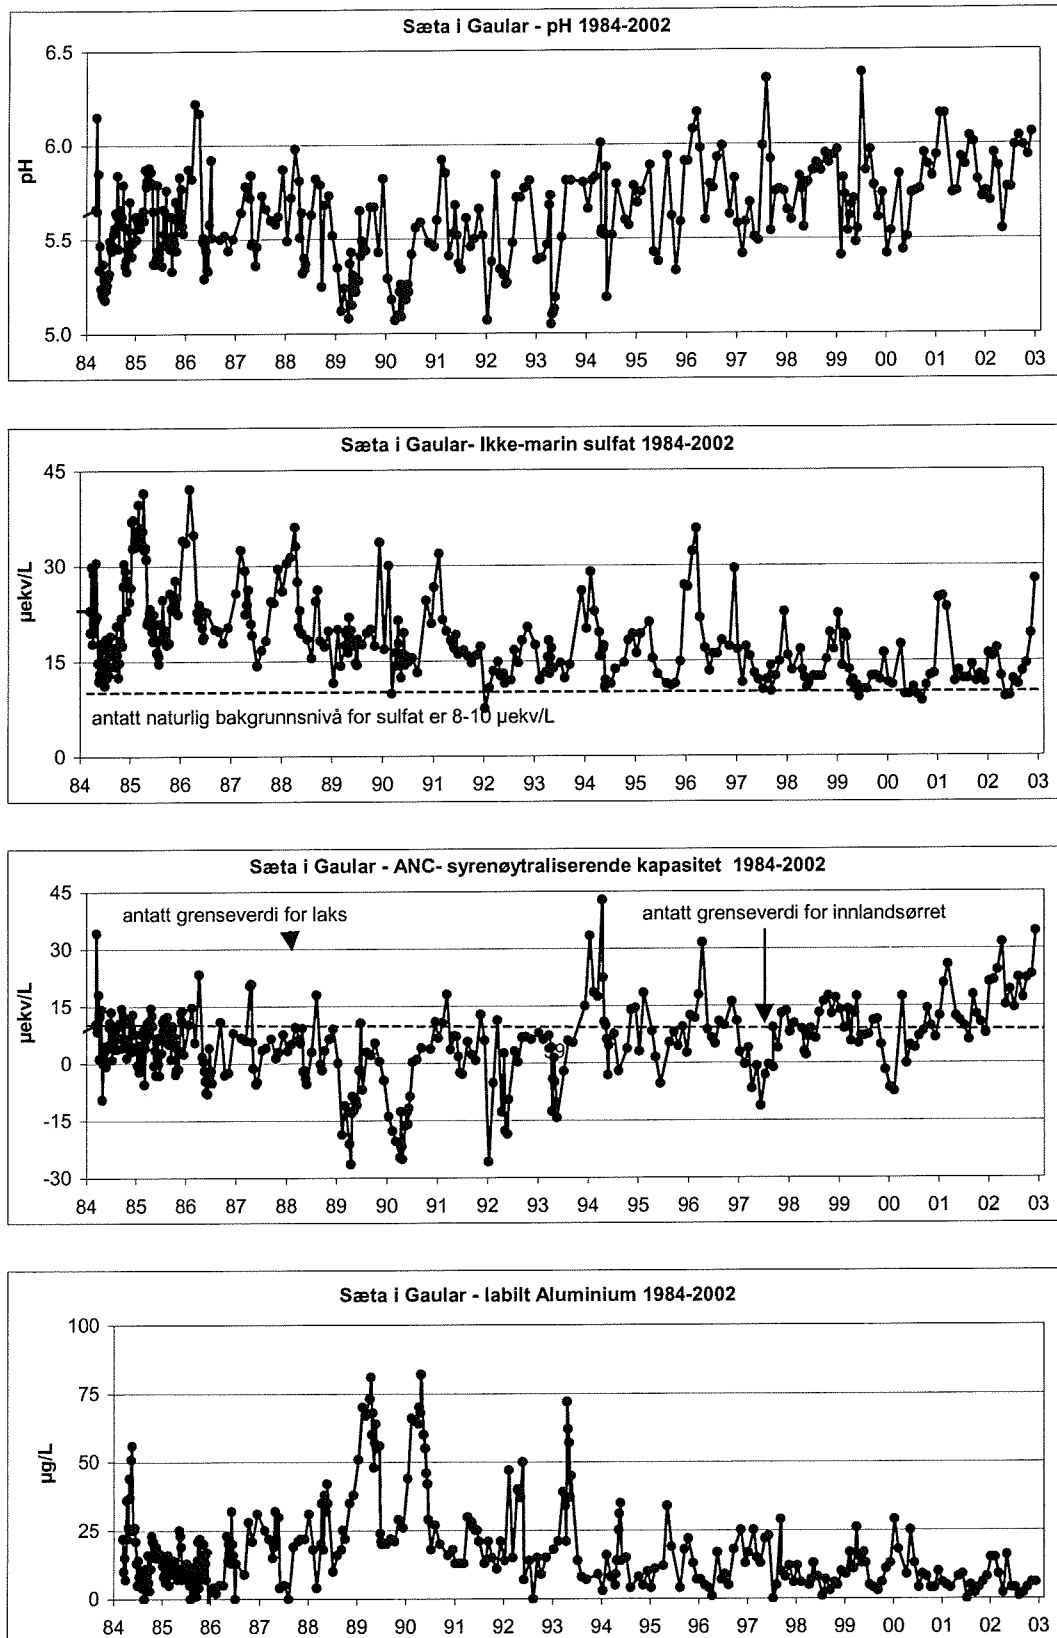 Sæta i Gaular - pH 1984-2002
6.5
6.0
pH
5.5
5.0
84 85 86 87 88 89 90 91 92 93 94 95 96 97 98 99 00 01 02 03
Sæta i Gaular- Ikke-marin sulfat 1984-2002
45
30
µekv/L
15
antatt naturlig bakgrunnsnivå for sulfat er 8-10 µekv/L
0
84 85 86 87 88 89 90 91 92 93 94 95 96 97 98 99 00 01 02 03
Sæta i Gaular - ANC- syrenøytraliserende kapasitet 1984-2002
45
antatt grenseverdi for laks
antatt grenseverdi for innlandsørret
30
µekv/L
15
0
-15
-30
84 85 86 87 88 89 90 91 92 93 94 95 96 97 98 99 00 01 02 03
Sæta i Gaular - labilt Aluminium 1984-2002
100
75
µg/L
50
25
0
84 85 86 87 88 89 90 91 92 93 94 95 96 97 98 99 00 01 02 03